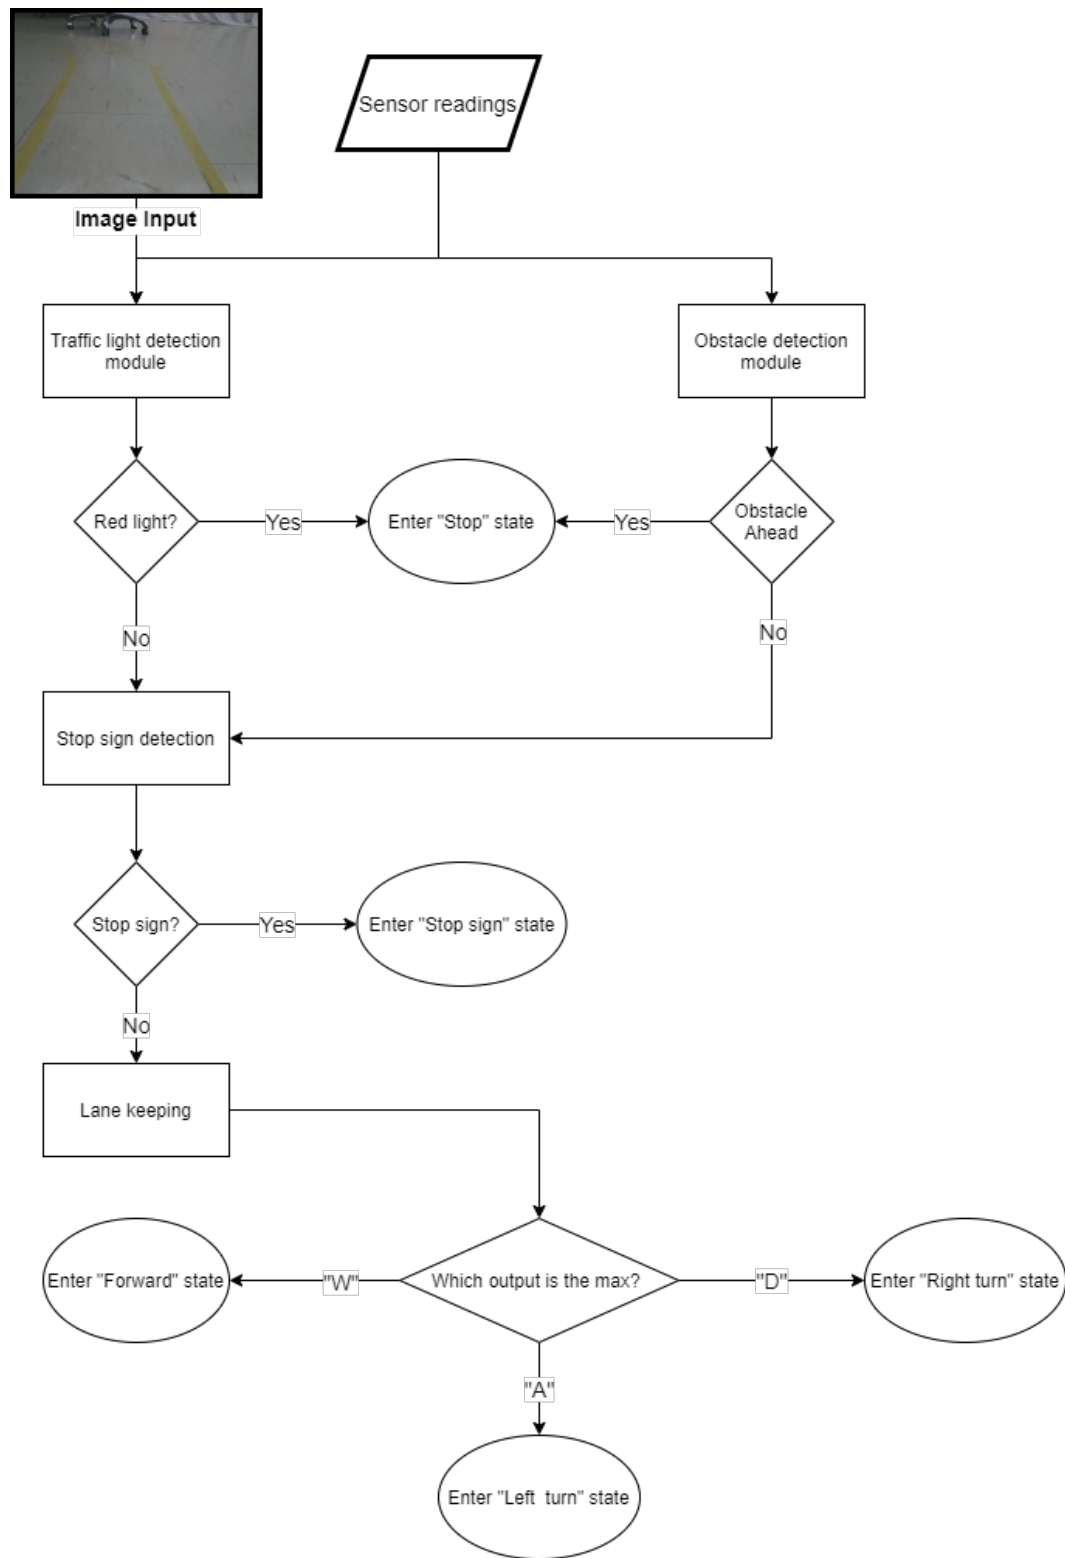 Sensor readings
Image Input
Traffic light detection
module
Obstacle detection
module
Red light?
Yes
Enter "Stop" state
Yes
Obstacle
Ahead
No
No
Stop sign detection
Stop sign?
Yes
Enter "Stop sign" state
No
Lane keeping
Enter "Forward" state
"W"
Which output is the max?
"D"
Enter "Right turn" state
"A"
Enter "Left  turn" state